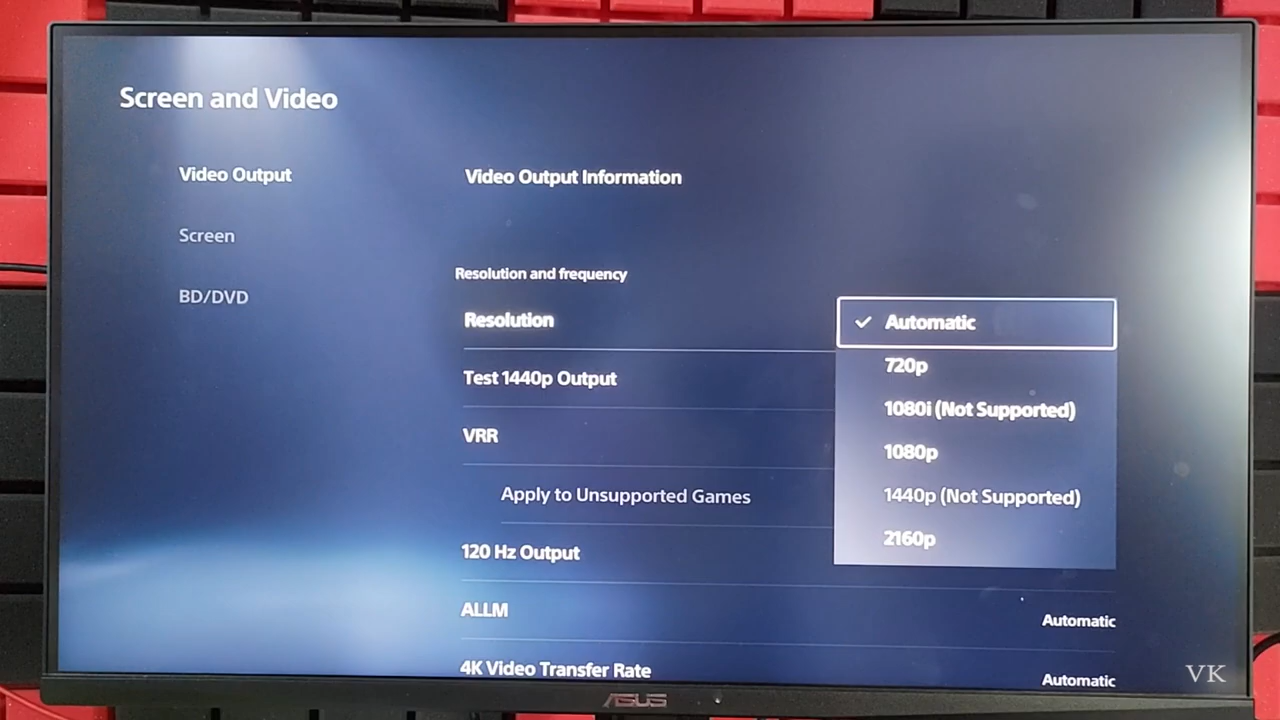 Screen and Video
Video Output
Screen
BD/DVD
Video Output Information
Resolution and frequency
Resolution
Test 1440p Output
VRR
Apply to Unsupported Games
120 Hz Output
ALLM
Automatic
4K Video Transfer Rate
Automatic
Automatic
720p
1080i (Not Supported)
1080p
1440p (Not Supported)
2160p
ASUS
VK